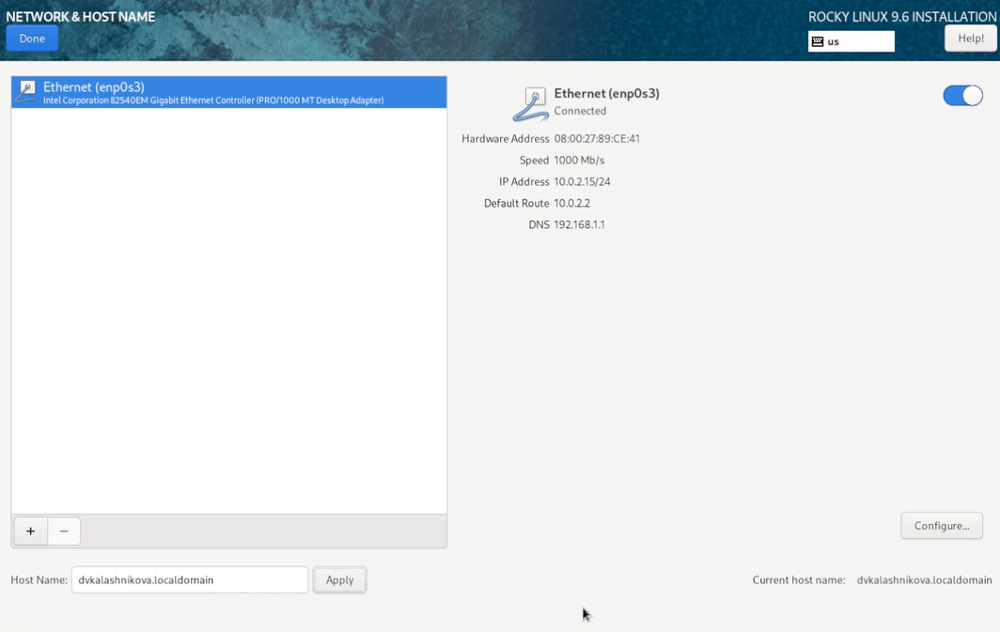 NETWORK & HOST NAME
ROCKY LINUX 9.6 INSTALLATION
Done
us
Help!
Ethernet (enp0s3)
Intel Corporation 82540EM Gigabit Ethernet Controller (PRO/1000 MT Desktop Adapter)
Ethernet (enp0s3)
Connected
Hardware Address 08:00:27:89:CE:41
Speed 1000 Mb/s
IP Address 10.0.2.15/24
Default Route 10.0.2.2
DNS 192.168.1.1
+ −
Configure...
Host Name: dvkalashnikova.localdomain Apply
Current host name: dvkalashnikova.localdomain